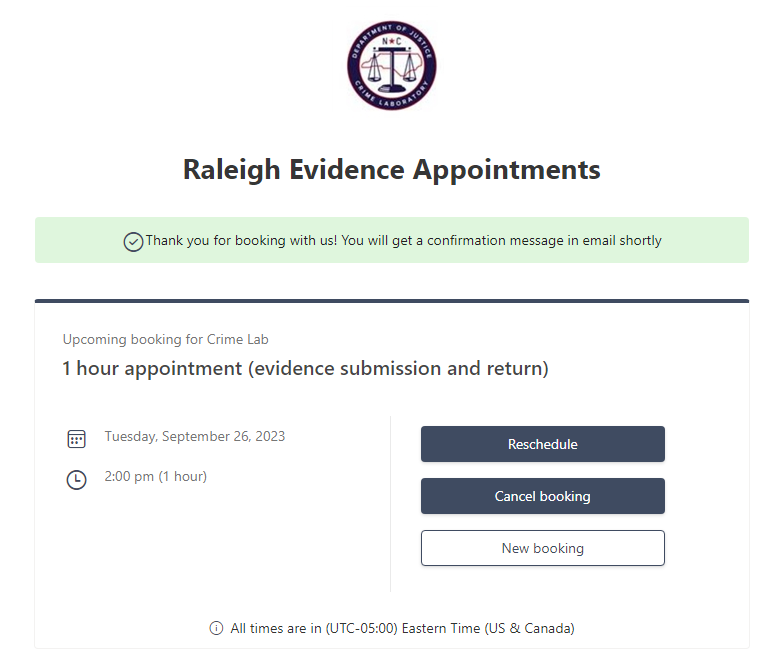 DEPARTMENT OF JUSTICE
N★C
CRIME LABORATORY
Raleigh Evidence Appointments
Thank you for booking with us! You will get a confirmation message in email shortly
Upcoming booking for Crime Lab
1 hour appointment (evidence submission and return)
Tuesday, September 26, 2023
2:00 pm (1 hour)
Reschedule
Cancel booking
New booking
All times are in (UTC-05:00) Eastern Time (US & Canada)